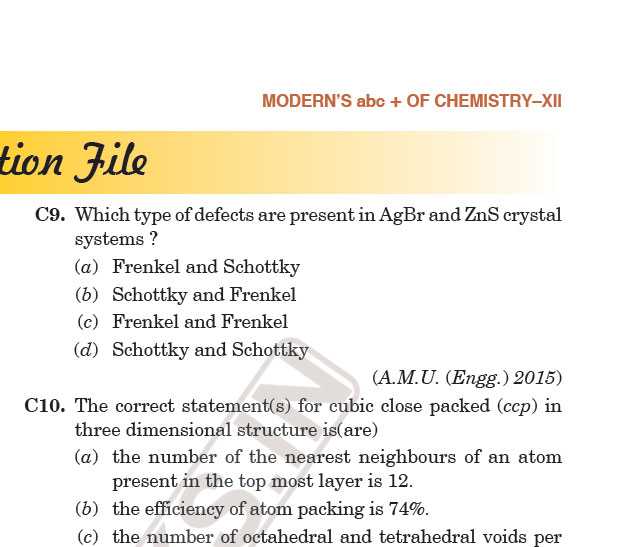 MODERN'S abc + OF CHEMISTRY–XII
tion File
C9. Which type of defects are present in AgBr and ZnS crystal
systems ?
(a) Frenkel and Schottky
(b) Schottky and Frenkel
(c) Frenkel and Frenkel
(d) Schottky and Schottky
(A.M.U. (Engg.) 2015)
C10. The correct statement(s) for cubic close packed (ccp) in
three dimensional structure is(are)
(a) the number of the nearest neighbours of an atom
present in the top most layer is 12.
(b) the efficiency of atom packing is 74%.
(c) the number of octahedral and tetrahedral voids per
S.IN